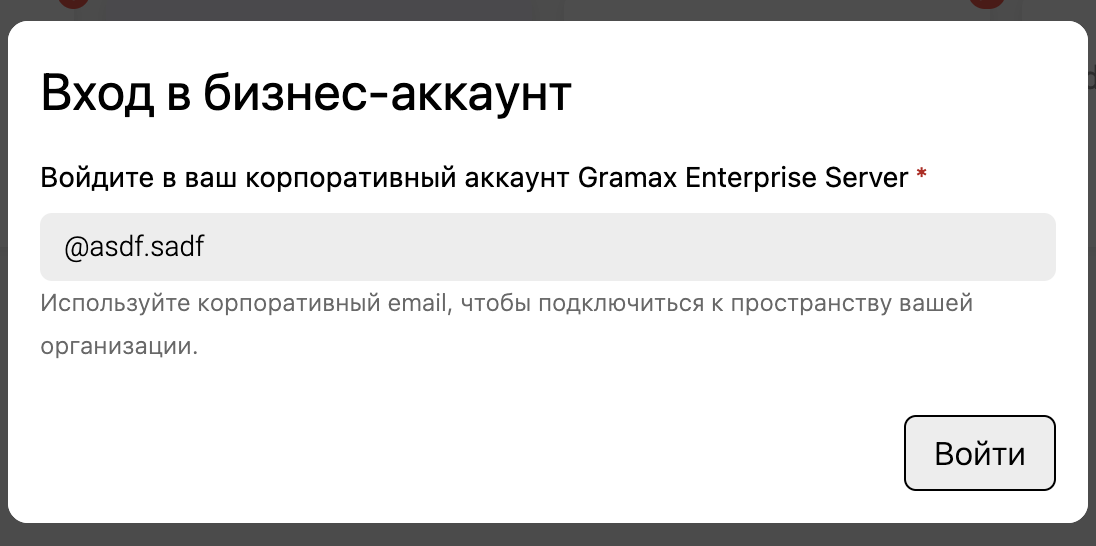 Вход в бизнес-аккаунт
Войдите в ваш корпоративный аккаунт Gramax Enterprise Server *
@asdf.sadf
Используйте корпоративный email, чтобы подключиться к пространству вашей
организации.
Войти